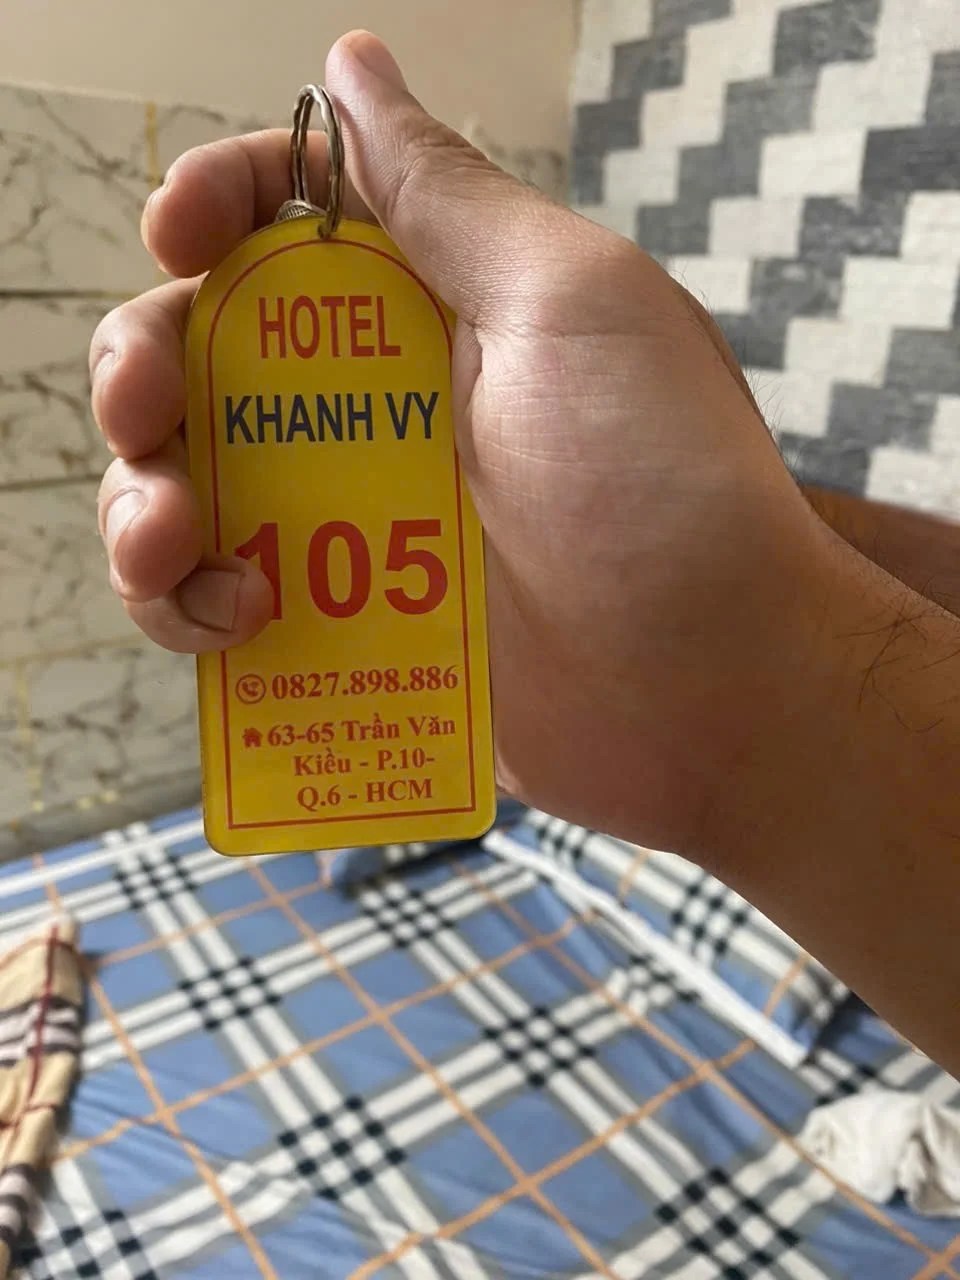 HOTEL
KHANH VY
105
0827.898.886
63-65 Trần Văn
Kiều - P.10-
Q.6 - HCM